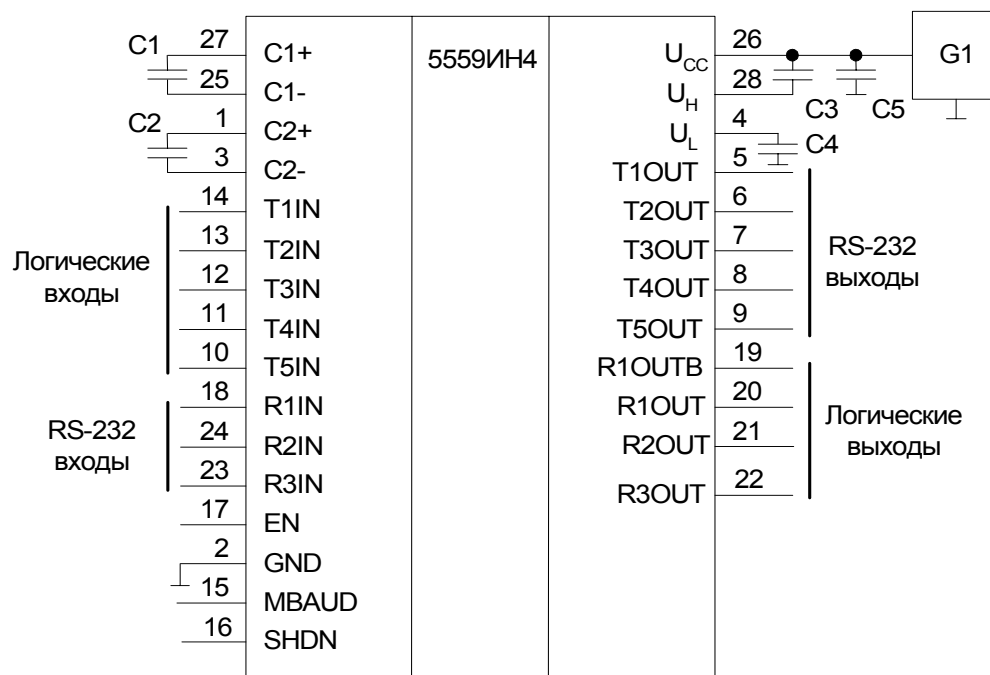 C1
27
C1+
25
C1-
C2
1
C2+
3
C2-
14
T1IN
13
T2IN
12
T3IN
11
T4IN
10
T5IN
Логические
входы
18
R1IN
24
R2IN
23
R3IN
RS-232
входы
17
EN
2
GND
15
MBAUD
16
SHDN
5559ИН4
UCC
26
UH
28
UL
4
C3
C5
C4
G1
T1OUT
5
T2OUT
6
T3OUT
7
T4OUT
8
T5OUT
9
RS-232
выходы
R1OUTB
19
R1OUT
20
R2OUT
21
R3OUT
22
Логические
выходы